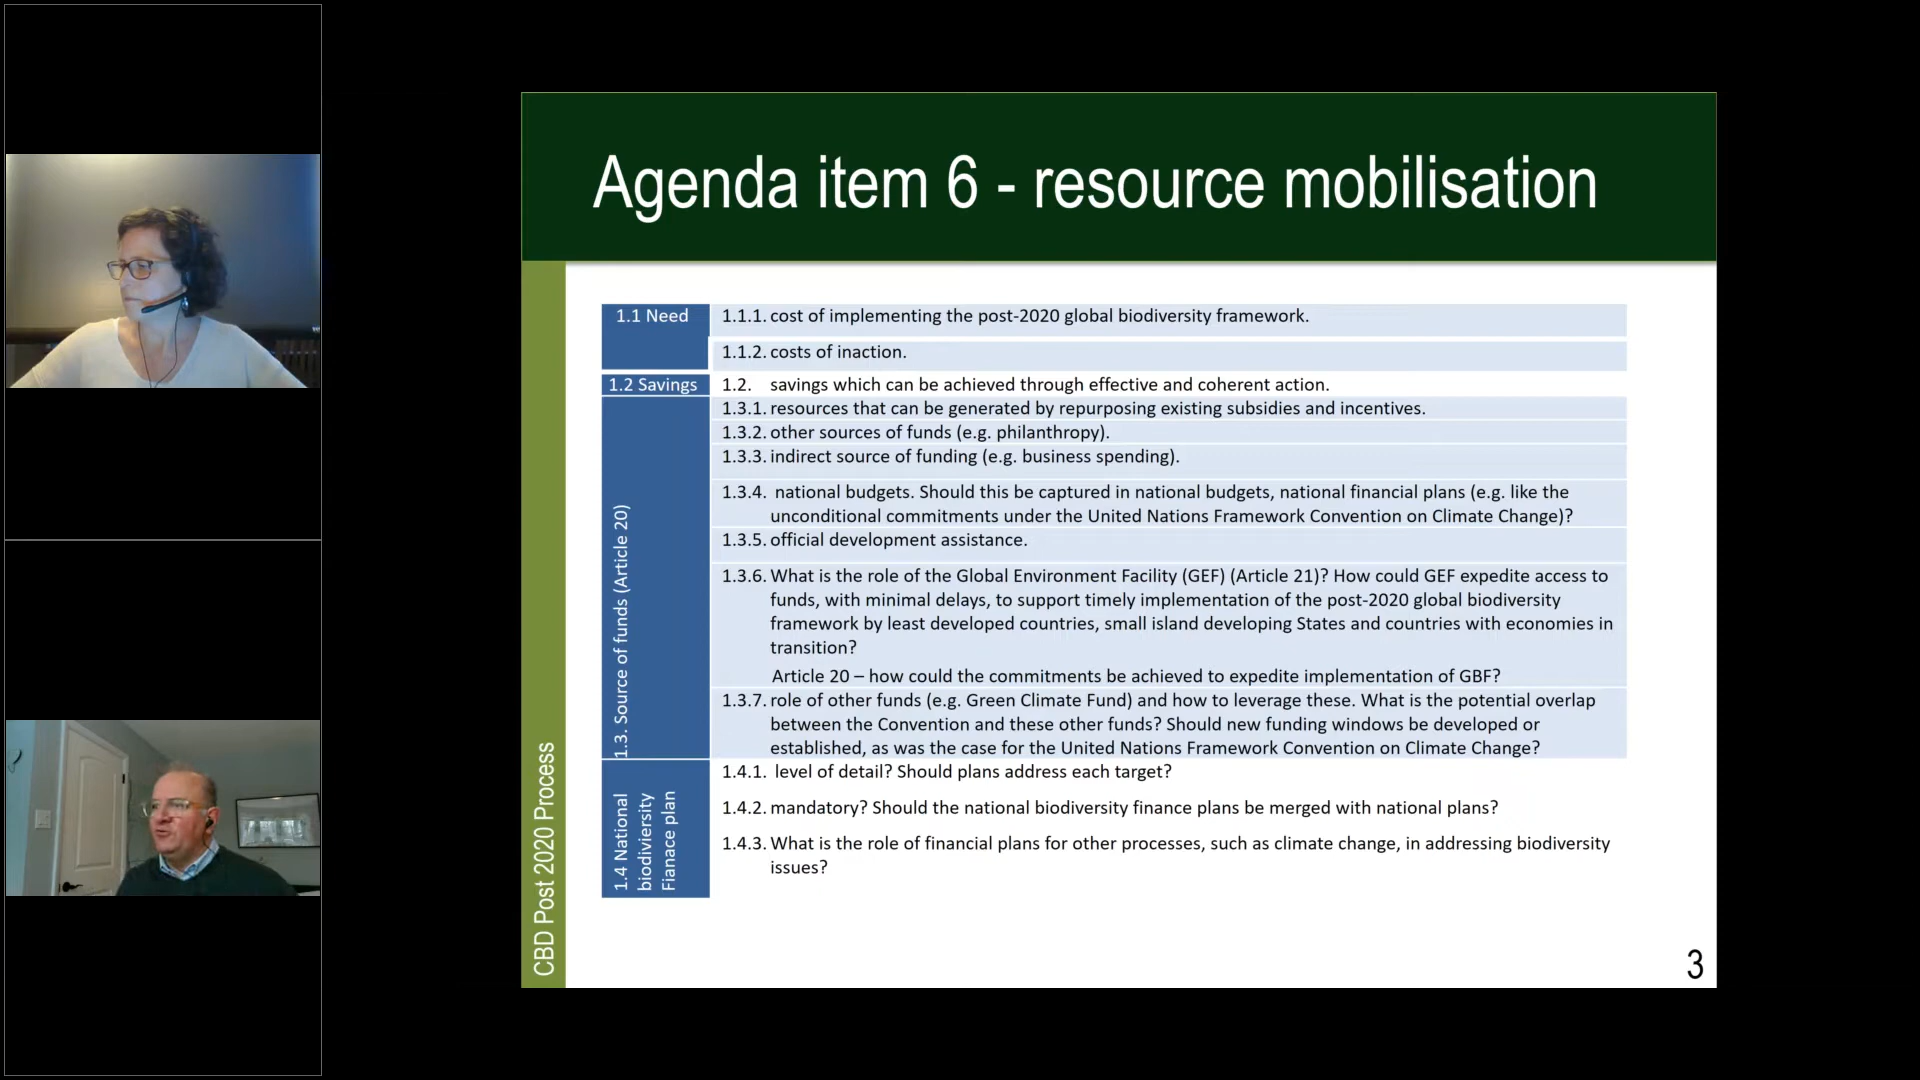 Agenda item 6 - resource mobilisation
1.1 Need
1.1.1. cost of implementing the post-2020 global biodiversity framework.
1.1.2. costs of inaction.
1.2 Savings
1.2. savings which can be achieved through effective and coherent action.
1.3. Source of funds (Article 20)
1.3.1. resources that can be generated by repurposing existing subsidies and incentives.
1.3.2. other sources of funds (e.g. philanthropy).
1.3.3. indirect source of funding (e.g. business spending).
1.3.4. national budgets. Should this be captured in national budgets, national financial plans (e.g. like the
unconditional commitments under the United Nations Framework Convention on Climate Change)?
1.3.5. official development assistance.
1.3.6. What is the role of the Global Environment Facility (GEF) (Article 21)? How could GEF expedite access to
funds, with minimal delays, to support timely implementation of the post-2020 global biodiversity
framework by least developed countries, small island developing States and countries with economies in
transition?
Article 20 – how could the commitments be achieved to expedite implementation of GBF?
1.3.7. role of other funds (e.g. Green Climate Fund) and how to leverage these. What is the potential overlap
between the Convention and these other funds? Should new funding windows be developed or
established, as was the case for the United Nations Framework Convention on Climate Change?
1.4 National
biodiviersity
Fianace plan
1.4.1. level of detail? Should plans address each target?
1.4.2. mandatory? Should the national biodiversity finance plans be merged with national plans?
1.4.3. What is the role of financial plans for other processes, such as climate change, in addressing biodiversity
issues?
CBD Post 2020 Process
3